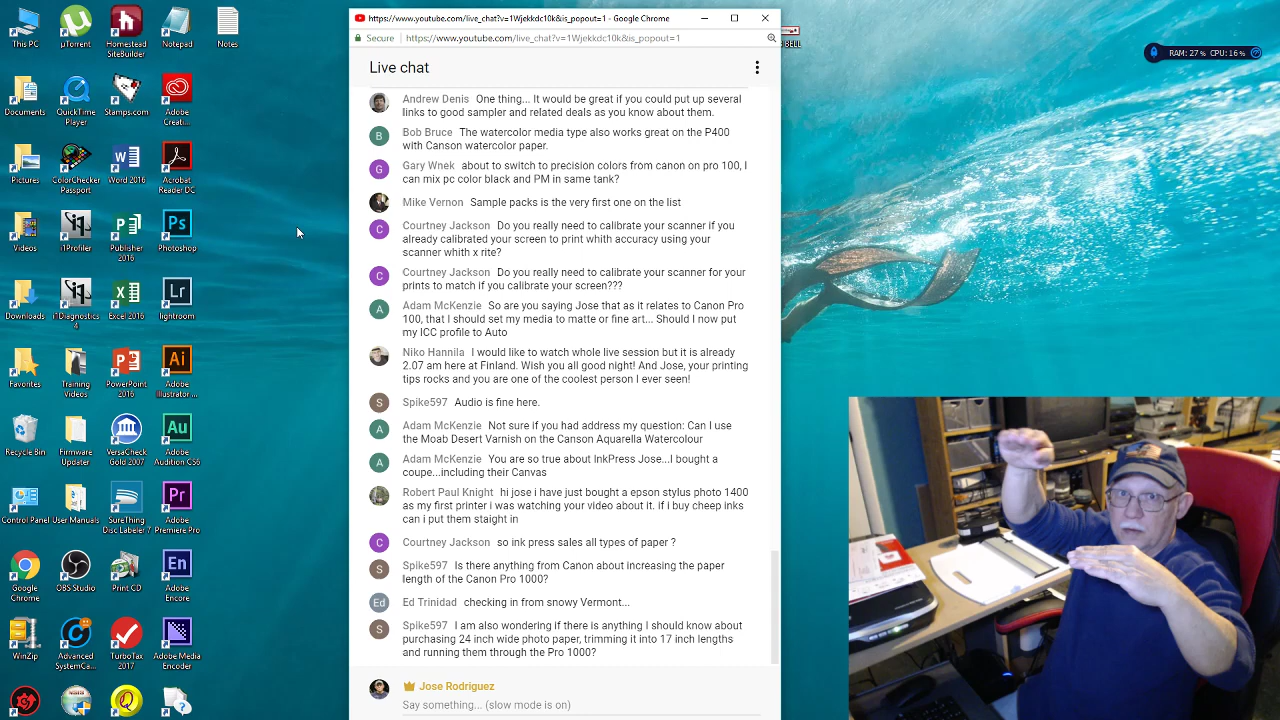 https://www.youtube.com/live_chat?v=1Wjekkdc10k&is_popout=1 - Google Chrome
Secure
https://www.youtube.com/live_chat?v=1Wjekkdc10k&is_popout=1
Live chat
Andrew Denis One thing... It would be great if you could put up several
links to good sampler and related deals as you know about them.
Bob Bruce The watercolor media type also works great on the P400
with Canson watercolor paper.
Gary Wnek about to switch to precision colors from canon on pro 100, I
can mix pc color black and PM in same tank?
Mike Vernon Sample packs is the very first one on the list
Courtney Jackson Do you really need to calibrate your scanner if you
already calibrated your screen to print whith accuracy using your
scanner whith x rite?
Courtney Jackson Do you really need to calibrate your scanner for your
prints to match if you calibrate your screen???
Adam McKenzie So are you saying Jose that as it relates to Canon Pro
100, that I should set my media to matte or fine art... Should I now put
my ICC profile to Auto
Niko Hannila I would like to watch whole live session but it is already
2.07 am here at Finland. Wish you all good night! And Jose, your printing
tips rocks and you are one of the coolest person I ever seen!
Spike597 Audio is fine here.
Adam McKenzie Not sure if you had address my question: Can I use
the Moab Desert Varnish on the Canson Aquarella Watercolour
Adam McKenzie You are so true about InkPress Jose...I bought a
coupe...including their Canvas
Robert Paul Knight hi jose i have just bought a epson stylus photo 1400
as my first printer i was watching your video about it. if i buy cheep inks
can i put them staight in
Courtney Jackson so ink press sales all types of paper ?
Spike597 Is there anything from Canon about increasing the paper
length of the Canon Pro 1000?
Ed Trinidad checking in from snowy Vermont...
Spike597 I am also wondering if there is anything I should know about
purchasing 24 inch wide photo paper, trimming it into 17 inch lengths
and running them through the Pro 1000?
Jose Rodriguez
Say something... (slow mode is on)
This PC
µTorrent
Homestead
SiteBuilder
Notepad
Notes
Documents
QuickTime
Player
Stamps.com
Adobe
Creati...
Pictures
ColorChecker
Passport
Word 2016
Acrobat
Reader DC
Videos
i1Profiler
Publisher
2016
Photoshop
Downloads
i1Diagnostics
4
Excel 2016
lightroom
Favorites
Training
Videos
PowerPoint
2016
Adobe
Illustrator ...
Recycle Bin
Firmware
Updater
VersaCheck
Gold 2007
Adobe
Audition CS6
Control Panel
User Manuals
SureThing
Disc Labeler 7
Adobe
Premiere Pro
Google
Chrome
OBS Studio
Print CD
Adobe
Encore
WinZip
Advanced
SystemCa...
TurboTax
2017
Adobe Media
Encoder
BELL
RAM: 27 % CPU: 16 %